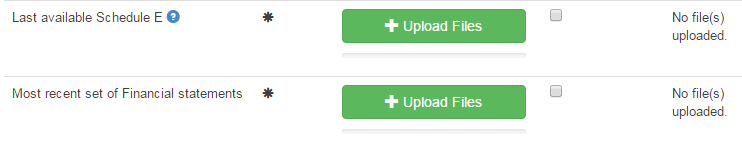 Last available Schedule E ? * + Upload Files No file(s)
uploaded.
Most recent set of Financial statements * + Upload Files No file(s)
uploaded.